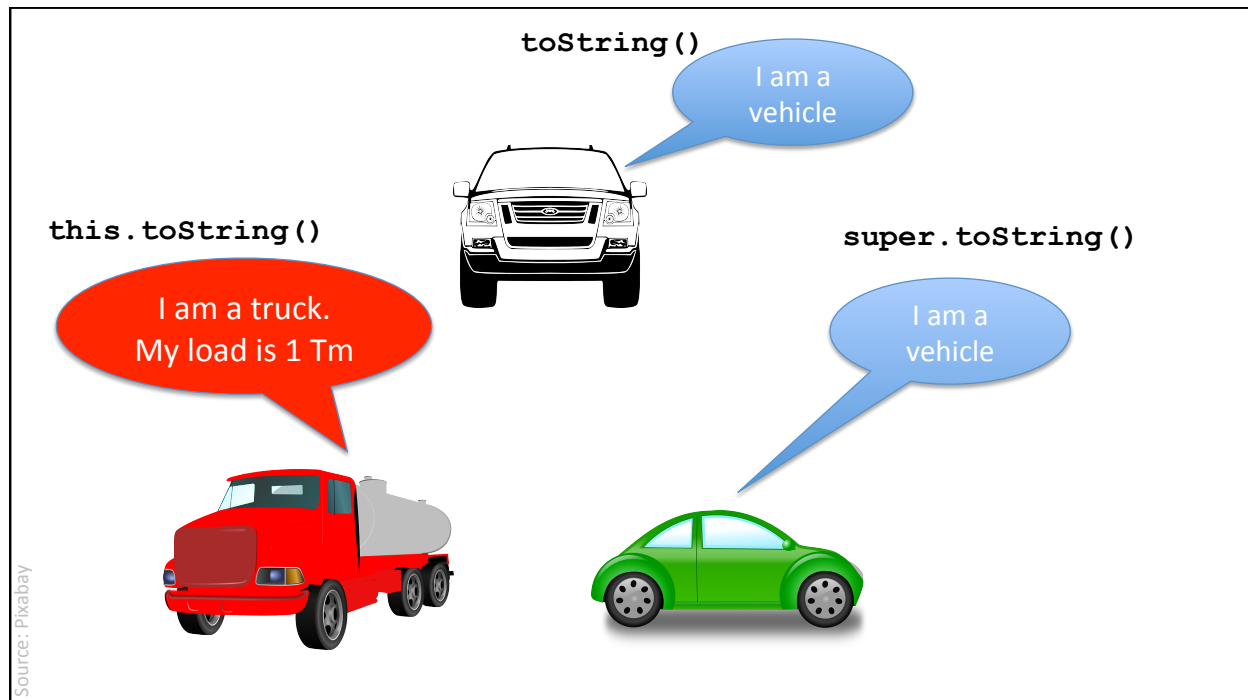 toString()
I am a
vehicle
this.toString()
super.toString()
I am a truck.
My load is 1 Tm
I am a
vehicle
Source: Pixabay